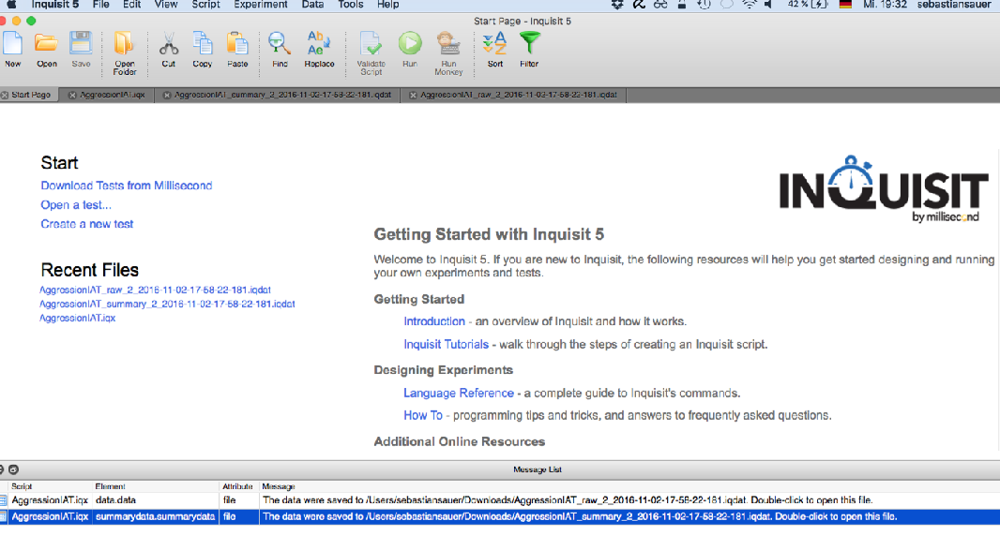 Inquisit 5 File Edit View Script Experiment Data Tools Help 42 % Mi. 19:32 sebastiansauer
Start Page - Inquisit 5
Ab
Ae
A
Z
New Open Save Open Folder Cut Copy Paste Find Replace Validate Script Run Run Monkey Sort Filter
Start Page AggressionIAT.iqx AggressionIAT_summary_2_2016-11-02-17-58-22-181.iqdat AggressionIAT_raw_2_2016-11-02-17-58-22-181.iqdat
Start
Download Tests from Millisecond
Open a test...
Create a new test
Recent Files
AggressionIAT_raw_2_2016-11-02-17-58-22-181.iqdat
AggressionIAT_summary_2_2016-11-02-17-58-22-181.iqdat
AggressionIAT.iqx
INQUISIT
by millisecond
Getting Started with Inquisit 5
Welcome to Inquisit 5. If you are new to Inquisit, the following resources will help you get started designing and running
your own experiments and tests.
Getting Started
Introduction - an overview of Inquisit and how it works.
Inquisit Tutorials - walk through the steps of creating an Inquisit script.
Designing Experiments
Language Reference - a complete guide to Inquisit's commands.
How To - programming tips and tricks, and answers to frequently asked questions.
Additional Online Resources
Message List
Script Element Attribute Message
AggressionIAT.iqx data.data file The data were saved to /Users/sebastiansauer/Downloads/AggressionIAT_raw_2_2016-11-02-17-58-22-181.iqdat. Double-click to open this file.
AggressionIAT.iqx summarydata.summarydata file The data were saved to /Users/sebastiansauer/Downloads/AggressionIAT_summary_2_2016-11-02-17-58-22-181.iqdat. Double-click to open this file.